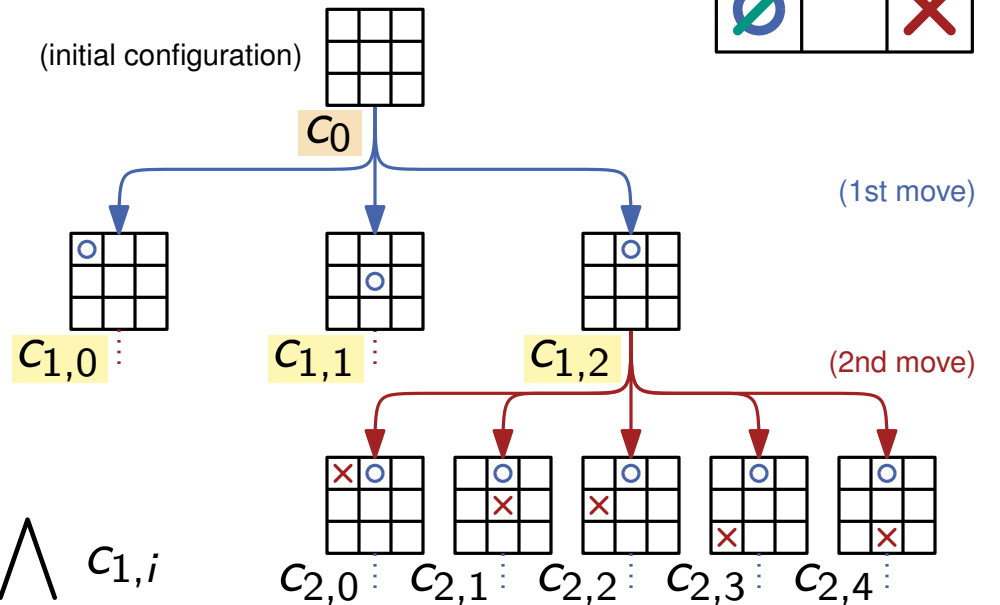 (initial configuration)
c0
(1st move)
c1,0 c1,1 c1,2
(2nd move)
c1,i
c2,0 c2,1 c2,2 c2,3 c2,4